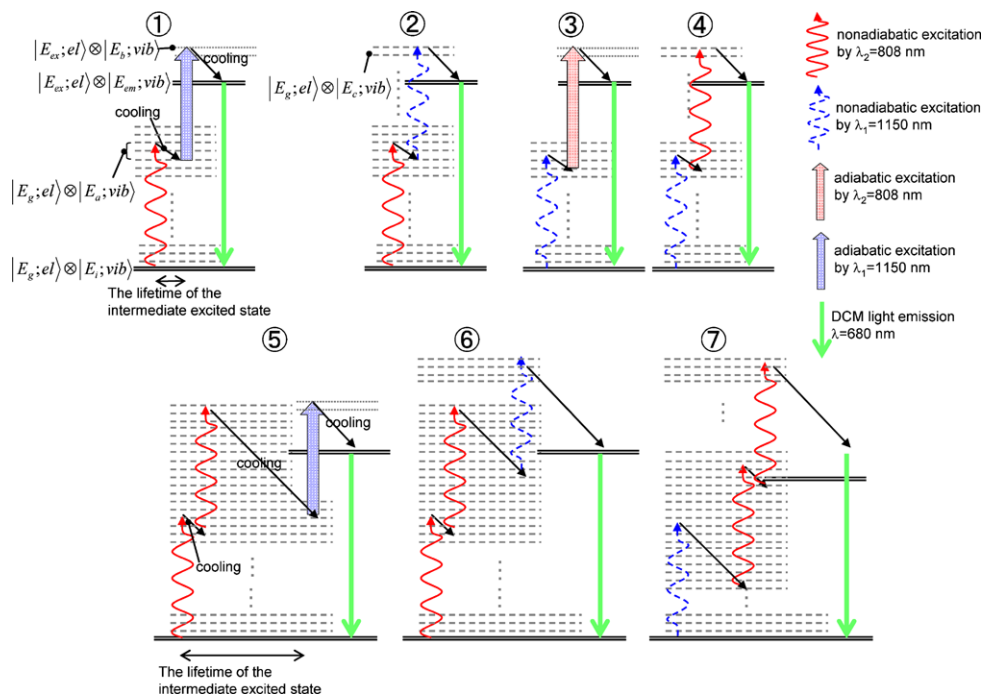 ①
②
③
④
|E_ex;el⟩⊗|E_b;vib⟩
cooling
|E_ex;el⟩⊗|E_em;vib⟩
|E_g;el⟩⊗|E_c;vib⟩
cooling
|E_g;el⟩⊗|E_a;vib⟩
|E_g;el⟩⊗|E_i;vib⟩
The lifetime of the
intermediate excited state
nonadiabatic excitation
by λ₂=808 nm
nonadiabatic excitation
by λ₁=1150 nm
adiabatic excitation
by λ₂=808 nm
adiabatic excitation
by λ₁=1150 nm
DCM light emission
λ=680 nm
⑤
⑥
⑦
cooling
cooling
cooling
The lifetime of the
intermediate excited state